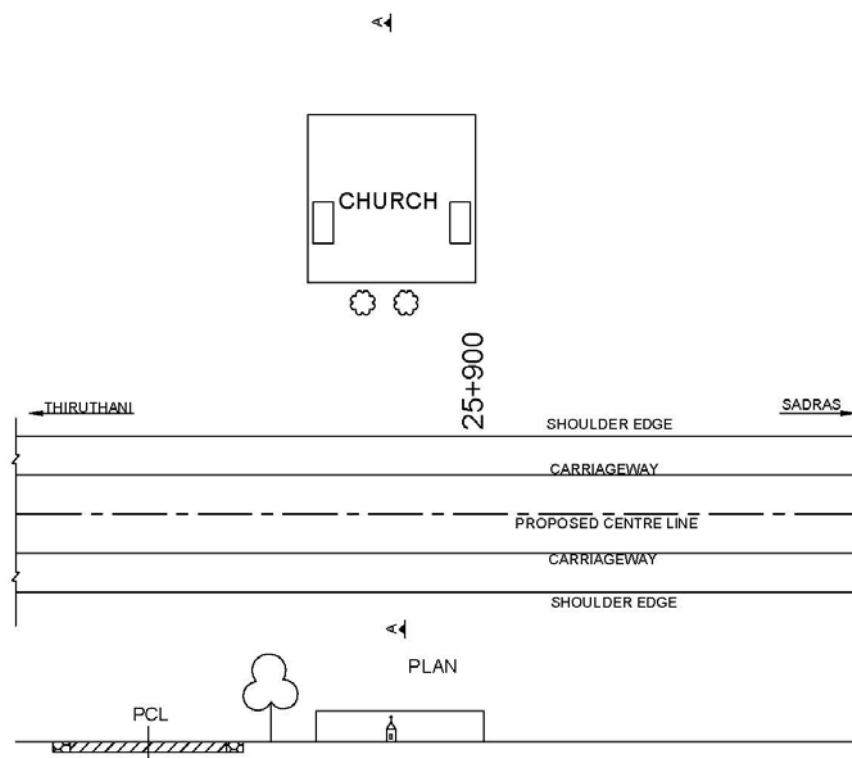 A
CHURCH
25+900
THIRUTHANI
SADRAS
SHOULDER EDGE
CARRIAGEWAY
PROPOSED CENTRE LINE
CARRIAGEWAY
SHOULDER EDGE
A
PLAN
PCL